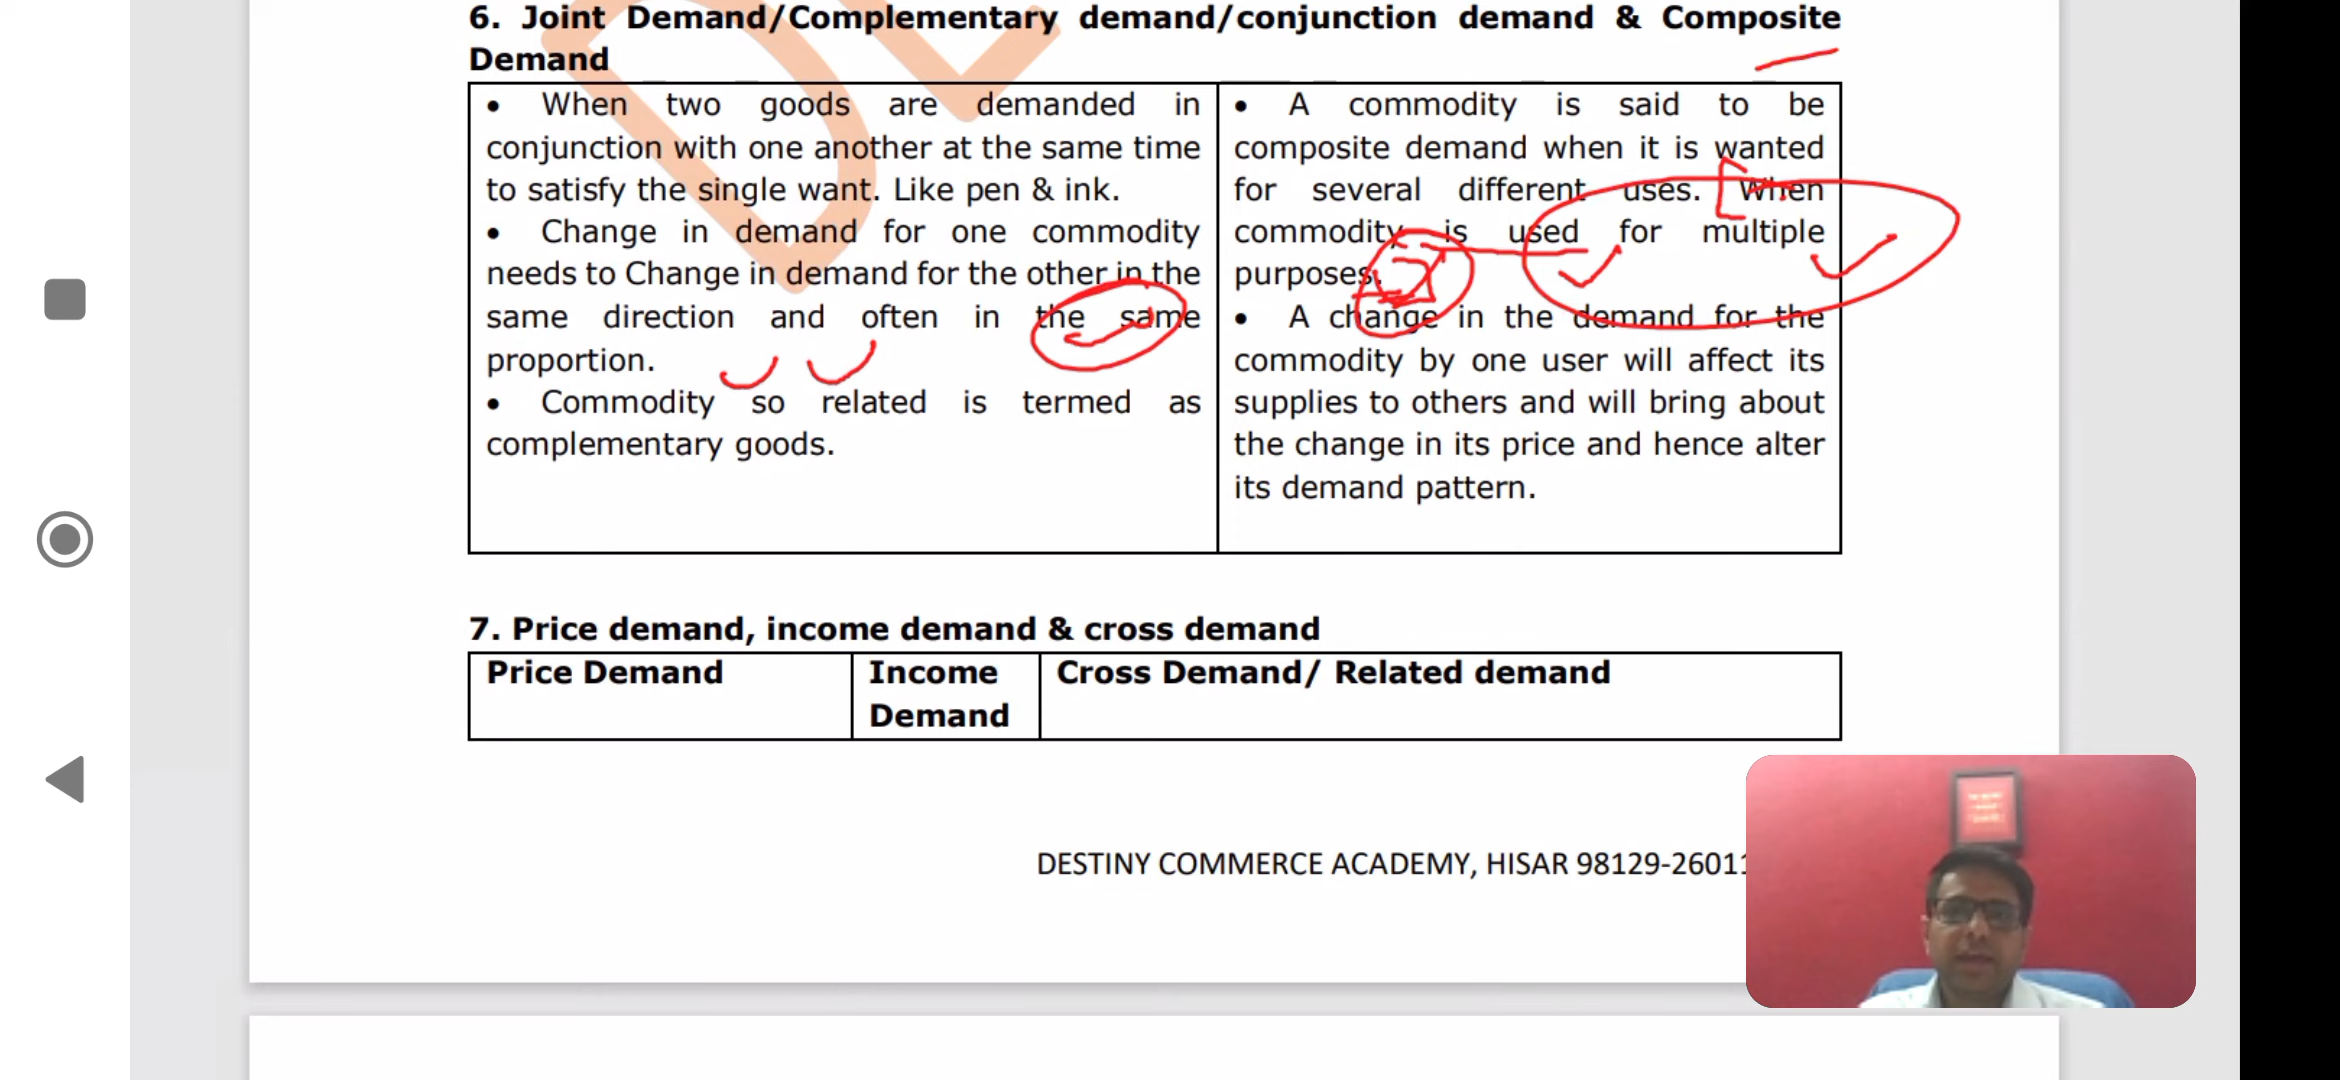 6. Joint Demand/Complementary demand/conjunction demand & Composite
Demand
• When two goods are demanded in
conjunction with one another at the same time
to satisfy the single want. Like pen & ink.
• Change in demand for one commodity
needs to Change in demand for the other in the
same direction and often in the same
proportion.
• Commodity so related is termed as
complementary goods.
• A commodity is said to be
composite demand when it is wanted
for several different uses. When
commodity is used for multiple
purposes.
• A change in the demand for the
commodity by one user will affect its
supplies to others and will bring about
the change in its price and hence alter
its demand pattern.
7. Price demand, income demand & cross demand
Price Demand
Income
Demand
Cross Demand/ Related demand
DESTINY COMMERCE ACADEMY, HISAR 98129-26011